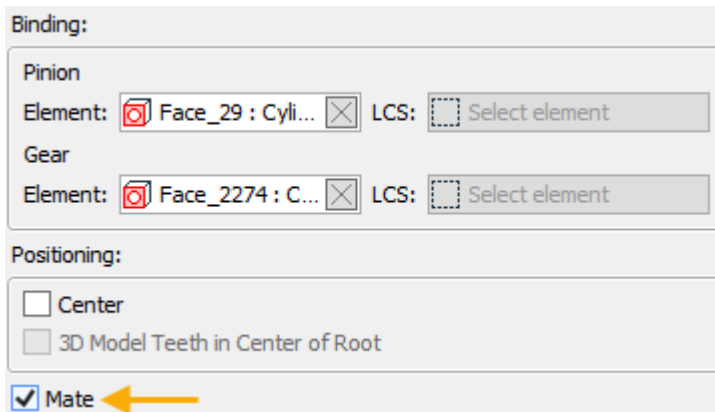 Binding:
Pinion
Element: Face_29 : Cyli... LCS: Select element
Gear
Element: Face_2274 : C... LCS: Select element
Positioning:
Center
3D Model Teeth in Center of Root
Mate